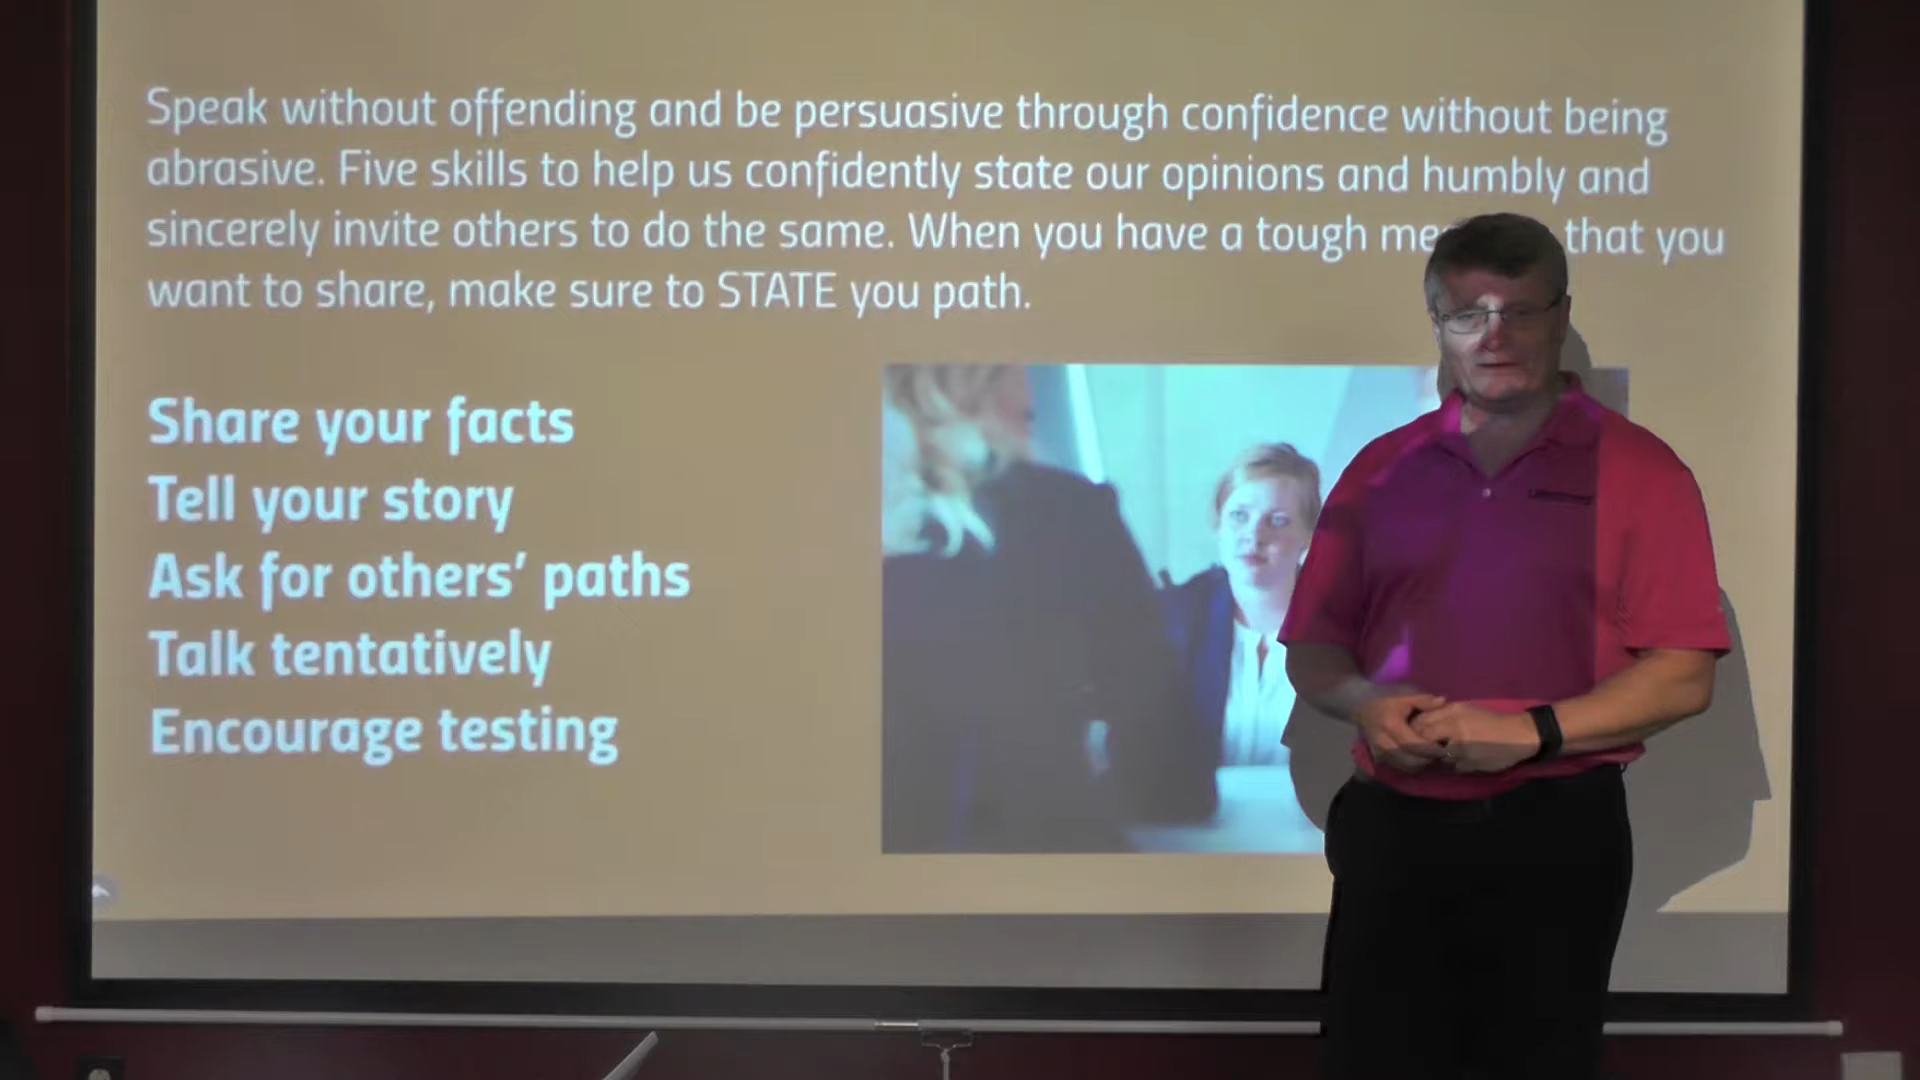 Speak without offending and be persuasive through confidence without being
abrasive. Five skills to help us confidently state our opinions and humbly and
sincerely invite others to do the same. When you have a tough that you
want to share, make sure to STATE you path.
Share your facts
Tell your story
Ask for others’ paths
Talk tentatively
Encourage testing